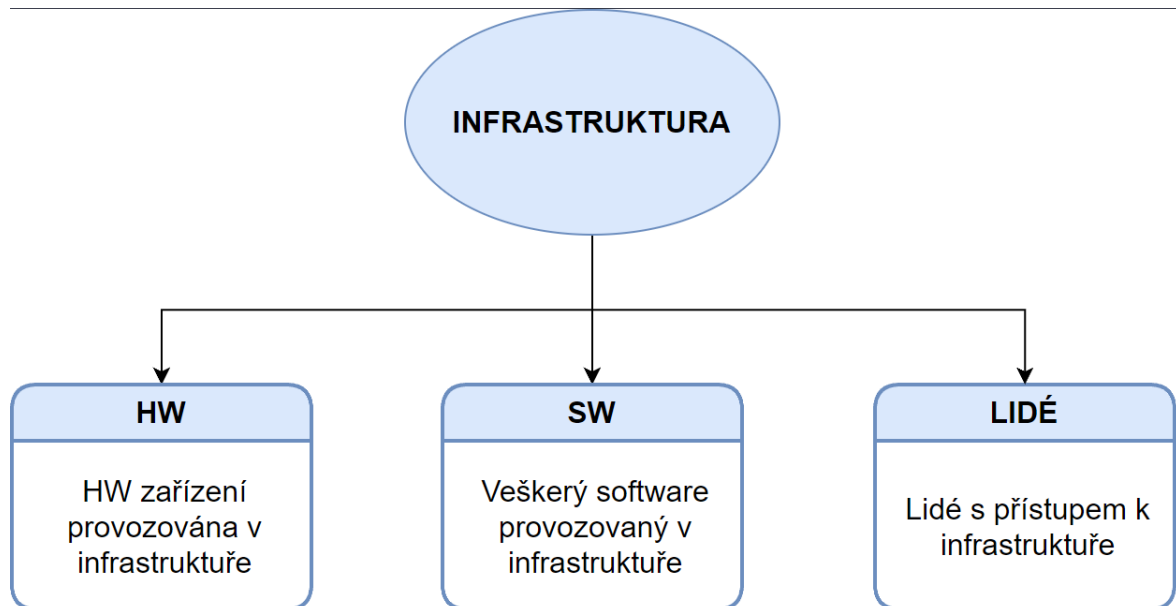 INFRASTRUKTURA
HW
HW zařízení
provozována v
infrastruktuře
SW
Veškerý software
provozovaný v
infrastruktuře
LIDÉ
Lidé s přístupem k
infrastruktuře